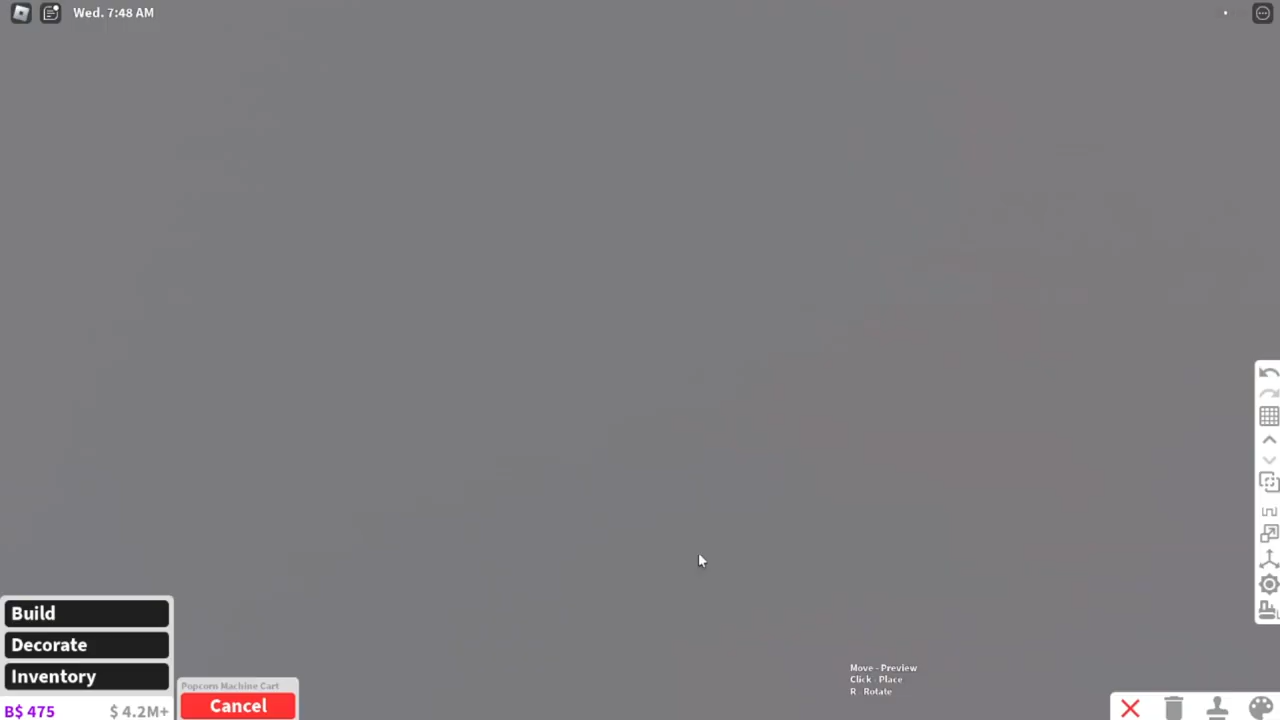 Wed. 7:48 AM
Build
Decorate
Inventory
B$ 475
$ 4.2M+
Popcorn Machine Cart
Cancel
Move - Preview
Click - Place
R - Rotate